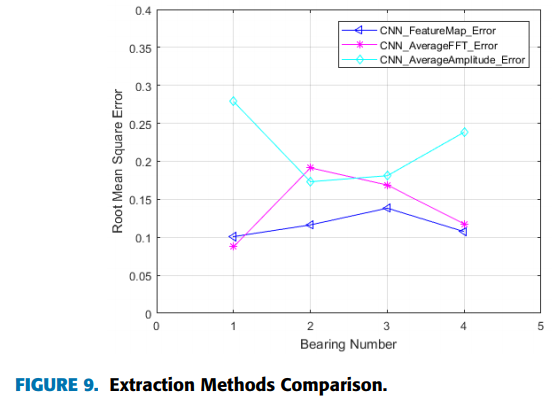 0.4
0.35
0.3
0.25
0.2
0.15
0.1
0.05
0
Root Mean Square Error
CNN_FeatureMap_Error
CNN_AverageFFT_Error
CNN_AverageAmplitude_Error
0 1 2 3 4 5
Bearing Number
FIGURE 9. Extraction Methods Comparison.